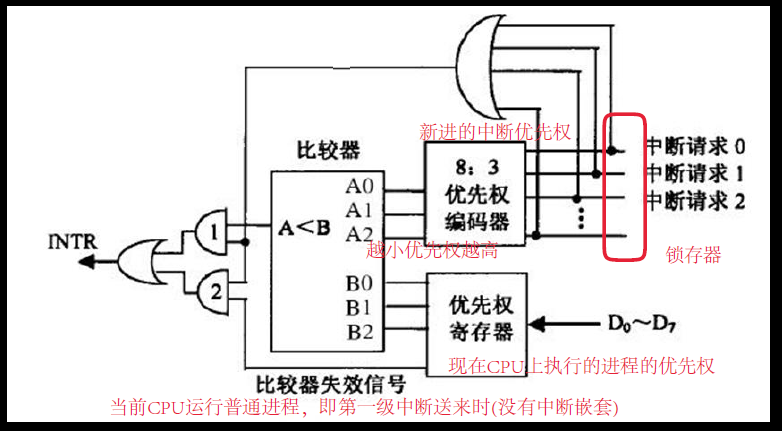 新进的中断优先权
中断请求 0
比较器
8：3
中断请求 1
A0
优先权
中断请求 2
A1
编码器
1
A＜B
A2
越小优先权越高
锁存器
INTR
2
B0
优先权
B1
寄存器
D₀～D₇
B2
现在CPU上执行的进程的优先权
比较器失效信号
当前CPU运行普通进程，即第一级中断送来时(没有中断嵌套)